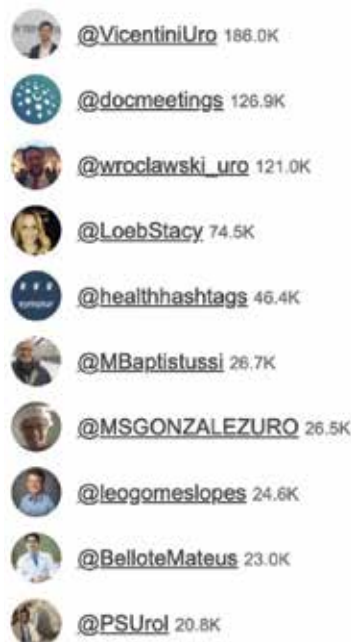 @VicentiniUro 186.0K
@docmeetings 126.9K
@wroclawski_uro 121.0K
@LoebStacy 74.5K
@healthhashtags 46.4K
symplur
@MBaptistussi 26.7K
@MSGONZALEZURO 26.5K
@leogomeslopes 24.6K
@BelloteMateus 23.0K
@PSUrol 20.8K